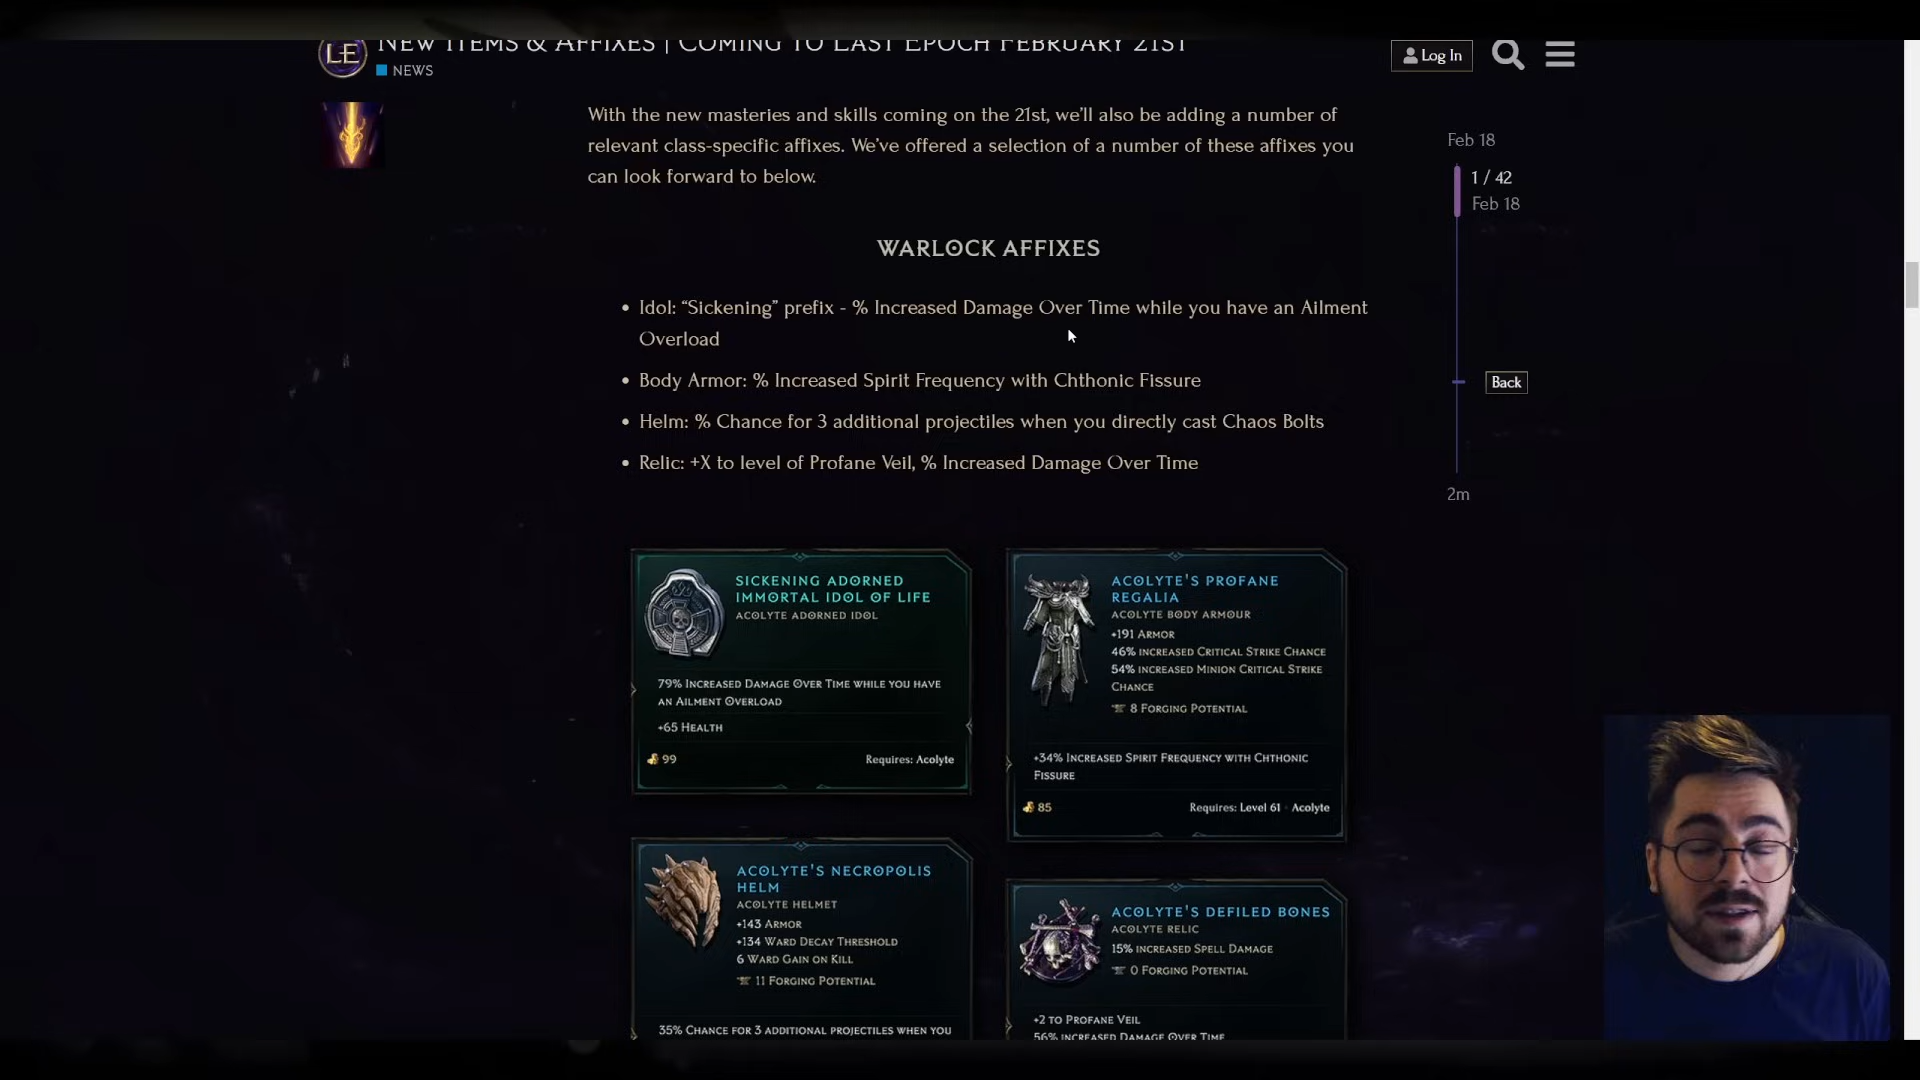 NEW ITEMS & AFFIXES | COMING TO LAST EPOCH FEBRUARY 21ST
LE
NEWS
Log In
With the new masteries and skills coming on the 21st, we'll also be adding a number of
relevant class-specific affixes. We've offered a selection of a number of these affixes you
can look forward to below.
Feb 18
1 / 42
Feb 18
Back
2m
WARLOCK AFFIXES
• Idol: “Sickening” prefix - % Increased Damage Over Time while you have an Ailment
Overload
• Body Armor: % Increased Spirit Frequency with Chthonic Fissure
• Helm: % Chance for 3 additional projectiles when you directly cast Chaos Bolts
• Relic: +X to level of Profane Veil, % Increased Damage Over Time
SICKENING ADORNED
IMMORTAL IDOL OF LIFE
ACOLYTE ADORNED IDOL
79% INCREASED DAMAGE OVER TIME WHILE YOU HAVE
AN AILMENT OVERLOAD
+65 HEALTH
99
Requires: Acolyte
ACOLYTE'S PROFANE
REGALIA
ACOLYTE BODY ARMOUR
+191 ARMOR
46% INCREASED CRITICAL STRIKE CHANCE
54% INCREASED MINION CRITICAL STRIKE
CHANCE
8 FORGING POTENTIAL
+34% INCREASED SPIRIT FREQUENCY WITH CHTHONIC
FISSURE
85
Requires: Level 61 · Acolyte
ACOLYTE'S NECROPOLIS
HELM
ACOLYTE HELMET
+143 ARMOR
+134 WARD DECAY THRESHOLD
6 WARD GAIN ON KILL
11 FORGING POTENTIAL
35% CHANCE FOR 3 ADDITIONAL PROJECTILES WHEN YOU
ACOLYTE'S DEFILED BONES
ACOLYTE RELIC
15% INCREASED SPELL DAMAGE
0 FORGING POTENTIAL
+2 TO PROFANE VEIL
56% INCREASED DAMAGE OVER TIME